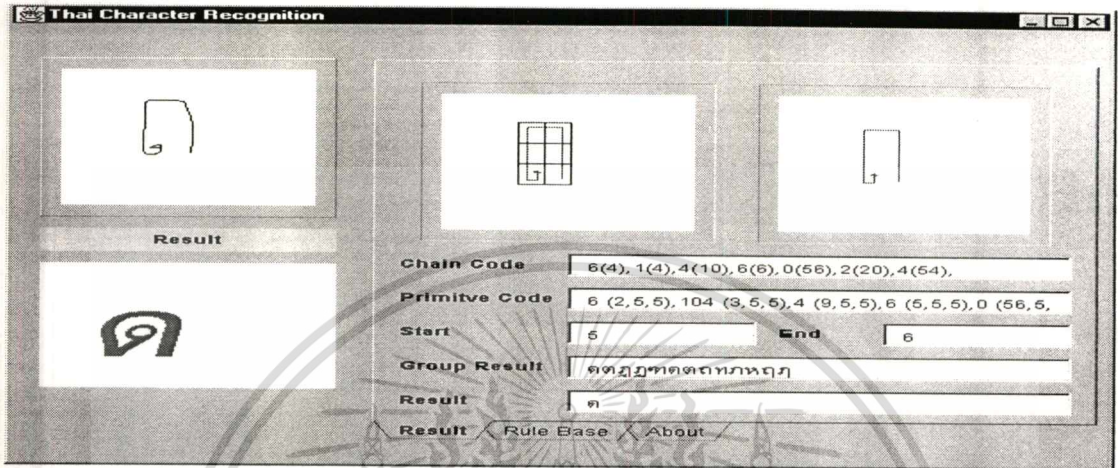 Thai Character Recognition
Result
ค
Chain Code 6(4), 1(4), 4(10), 6(6), 0(56), 2(20), 4(54),
Primitve Code 6 (2,5,5), 104 (3,5,5), 4 (9,5,5), 6 (5,5,5), 0 (56,5,
Start 5 End 6
Group Result
Result ค
Result Rule Base About